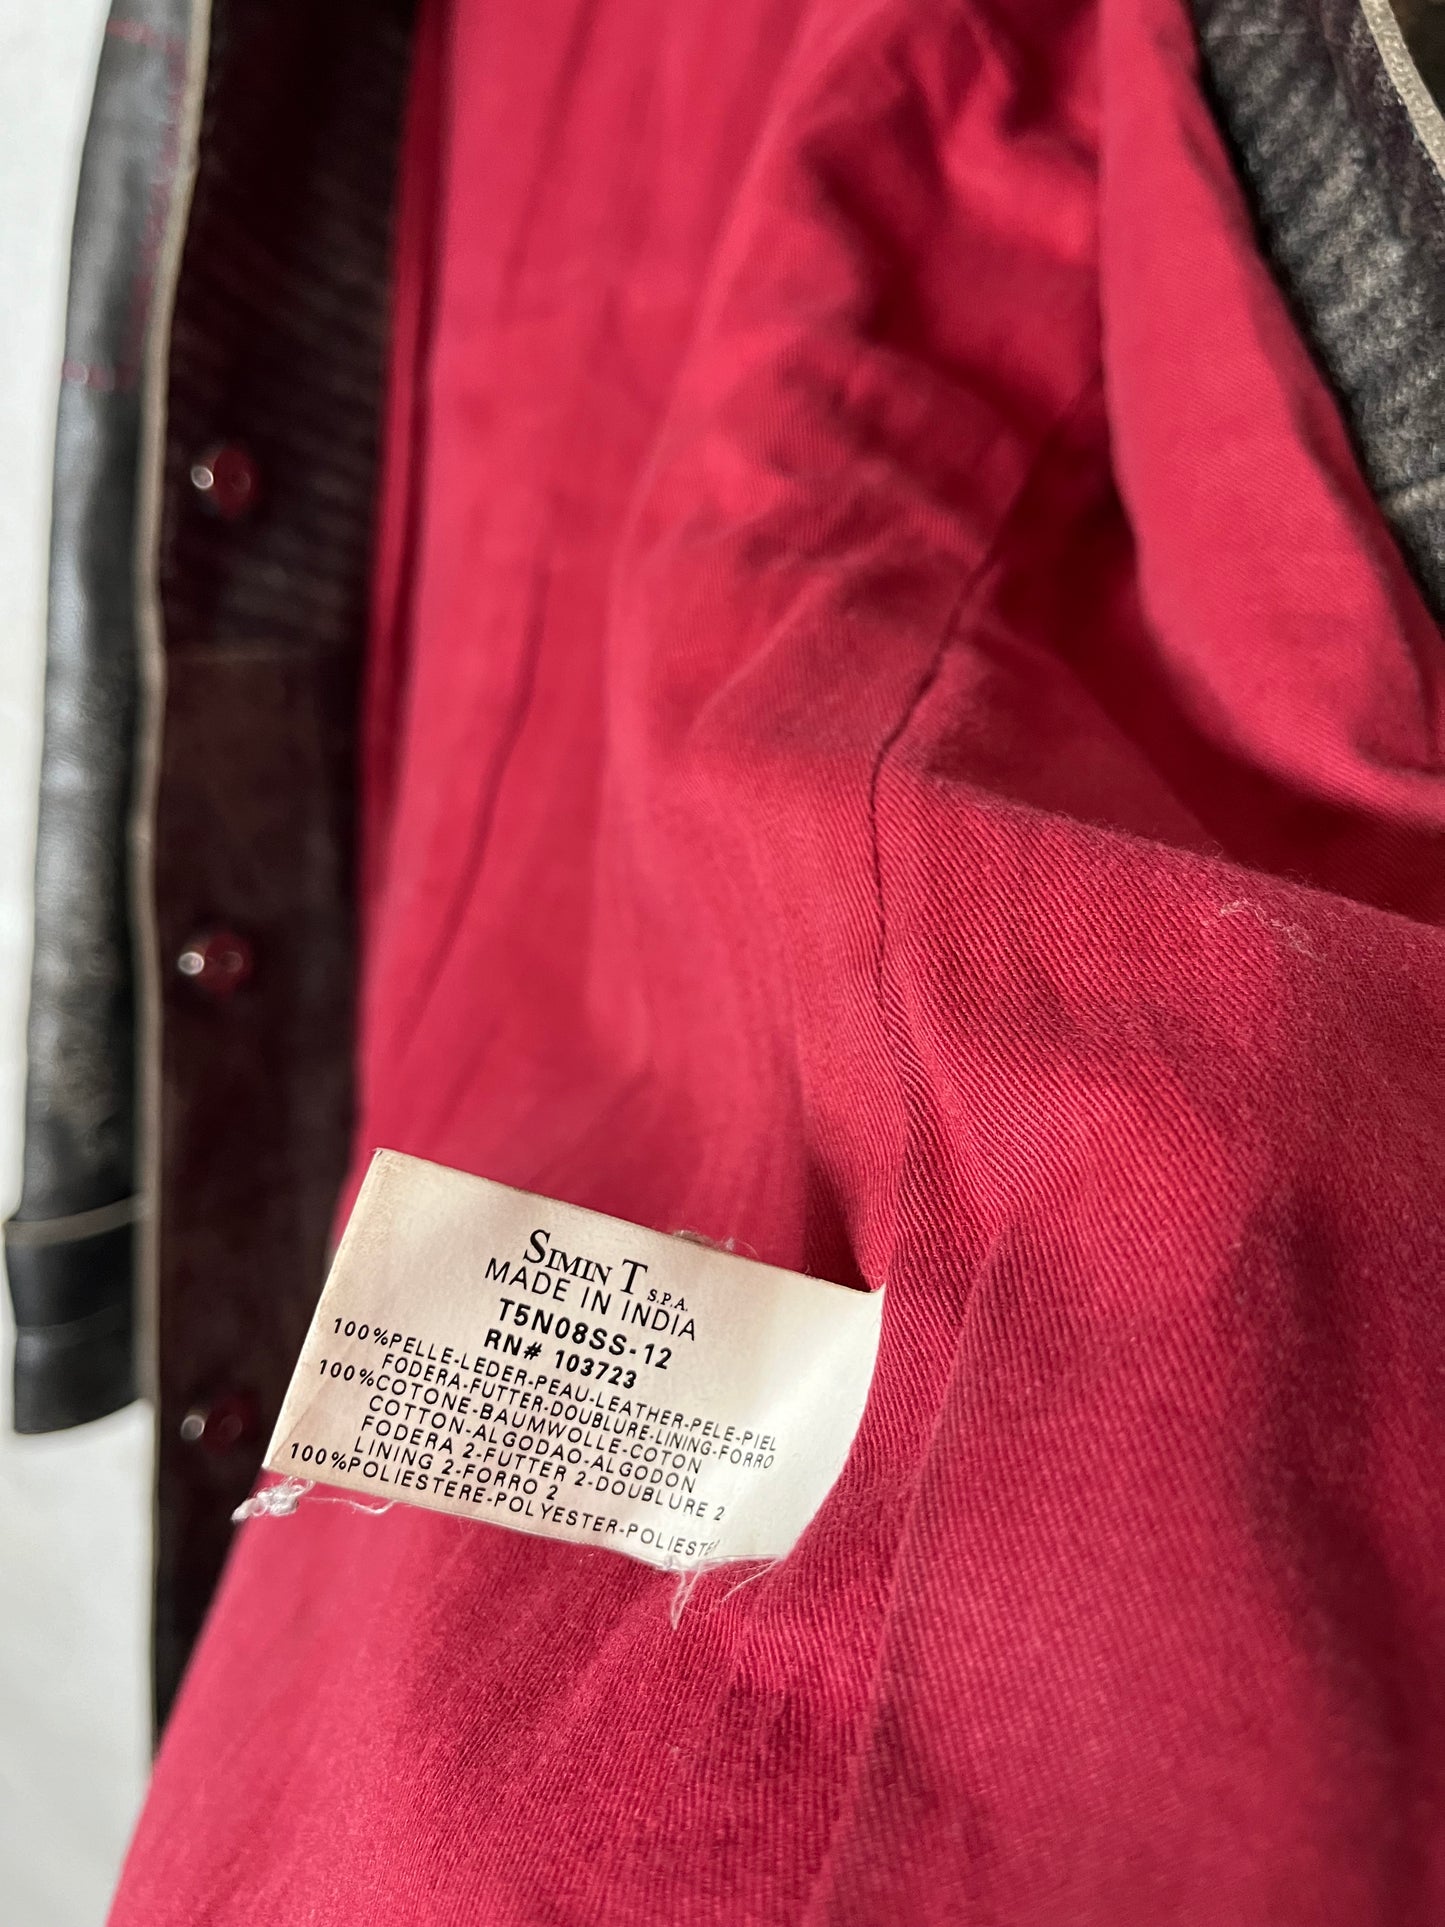 SIMIN T S.P.A.
MADE IN INDIA
T5N08SS-12
RN# 103723
100%PELLE-LEDER-PEAU-LEATHER-PELE-PIEL
FODERA-FUTTER-DOUBLURE-LINING-FORRO
100%COTONE-BAUMWOLLE-COTON
COTTON-ALGODAO-ALGODON
FODERA 2-FUTTER 2-DOUBLURE 2
LINING 2-FORRO 2
100%POLIESTERE-POLYESTER-POLIESTER